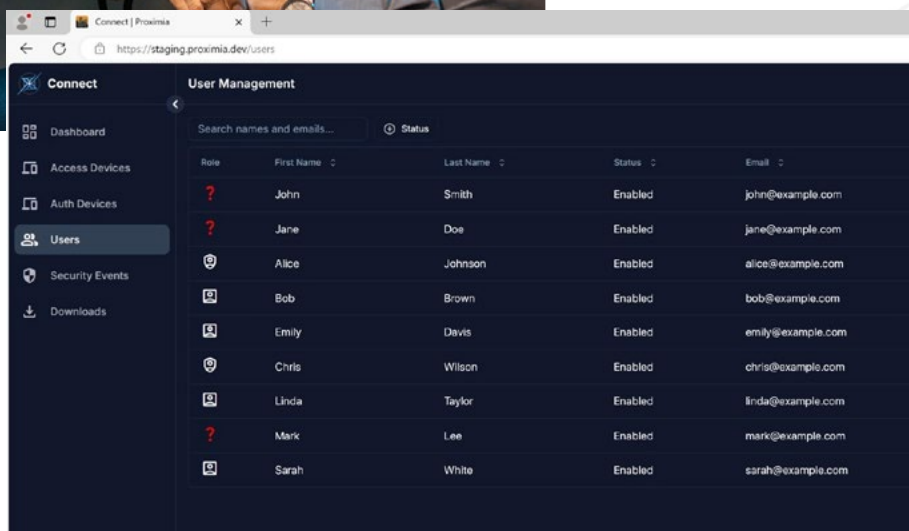 Connect | Proximia
https://staging.proximia.dev/users
Connect
User Management
Dashboard
Access Devices
Auth Devices
Users
Security Events
Downloads
Search names and emails...
Status
Role First Name Last Name Status Email
? John Smith Enabled john@example.com
? Jane Doe Enabled jane@example.com
Alice Johnson Enabled alice@example.com
Bob Brown Enabled bob@example.com
Emily Davis Enabled emily@example.com
Chris Wilson Enabled chris@example.com
Linda Taylor Enabled linda@example.com
? Mark Lee Enabled mark@example.com
Sarah White Enabled sarah@example.com